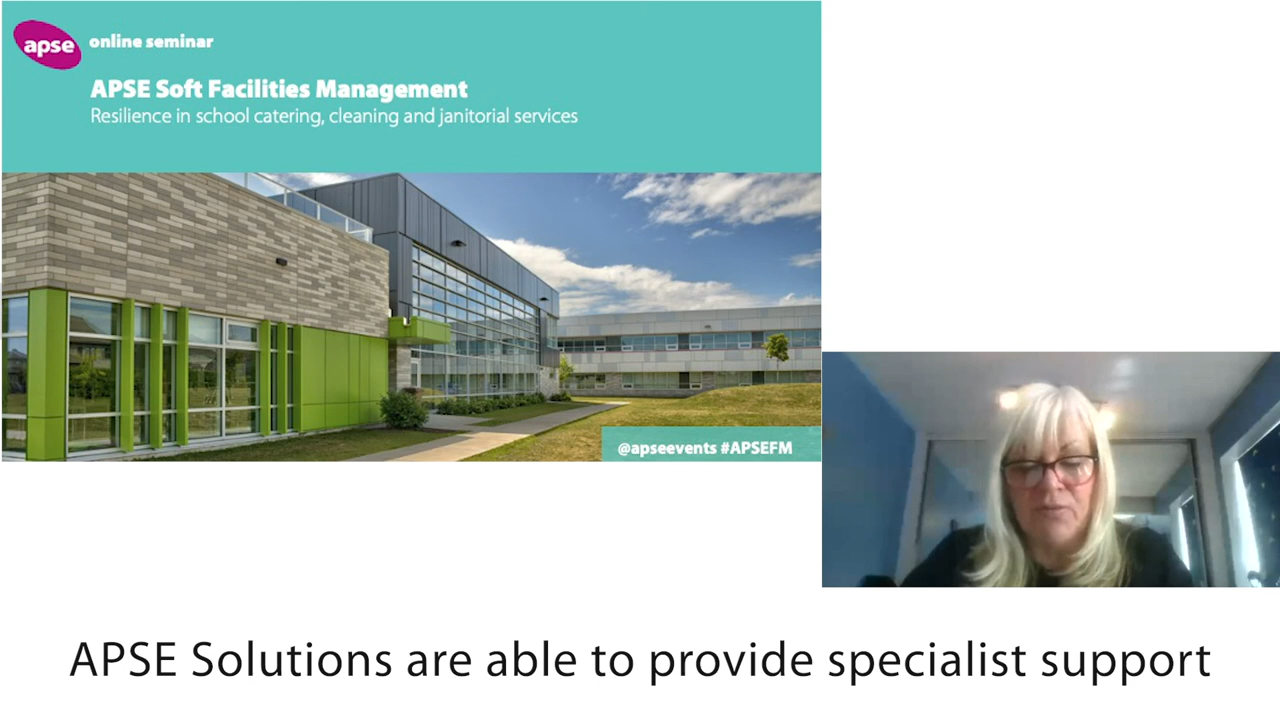 apse online seminar
APSE Soft Facilities Management
Resilience in school catering, cleaning and janitorial services
@apseevents #APSEFM
APSE Solutions are able to provide specialist support